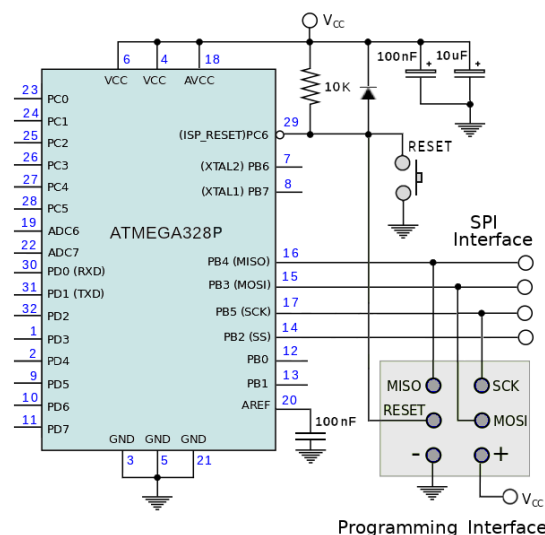 VCC
6 4 18
VCC VCC AVCC
100nF + 10uF +
10K
23 PC0
24 PC1
25 PC2
26 PC3
27 PC4
28 PC5
19 ADC6
22 ADC7
30 PD0 (RXD)
31 PD1 (TXD)
32 PD2
1 PD3
2 PD4
9 PD5
10 PD6
11 PD7
ATMEGA328P
(ISP_RESET)PC6 29
(XTAL2) PB6 7
(XTAL1) PB7 8
PB4 (MISO) 16
PB3 (MOSI) 15
PB5 (SCK) 17
PB2 (SS) 14
PB0 12
PB1 13
AREF 20
GND GND GND
3 5 21
100nF
RESET
SPI
Interface
MISO SCK
RESET MOSI
- +
VCC
Programming Interface